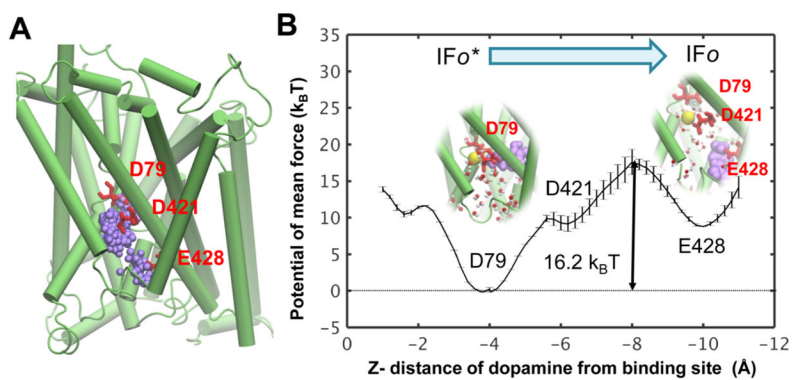 A
D79
D421
E428
B
IFo*
IFo
35
30
25
20
15
10
5
0
−5
Potential of mean force (kBT)
D79
D421
E428
D79
D421
D79
E428
16.2 kBT
0
−2
−4
−6
−8
−10
−12
Z- distance of dopamine from binding site (Å)